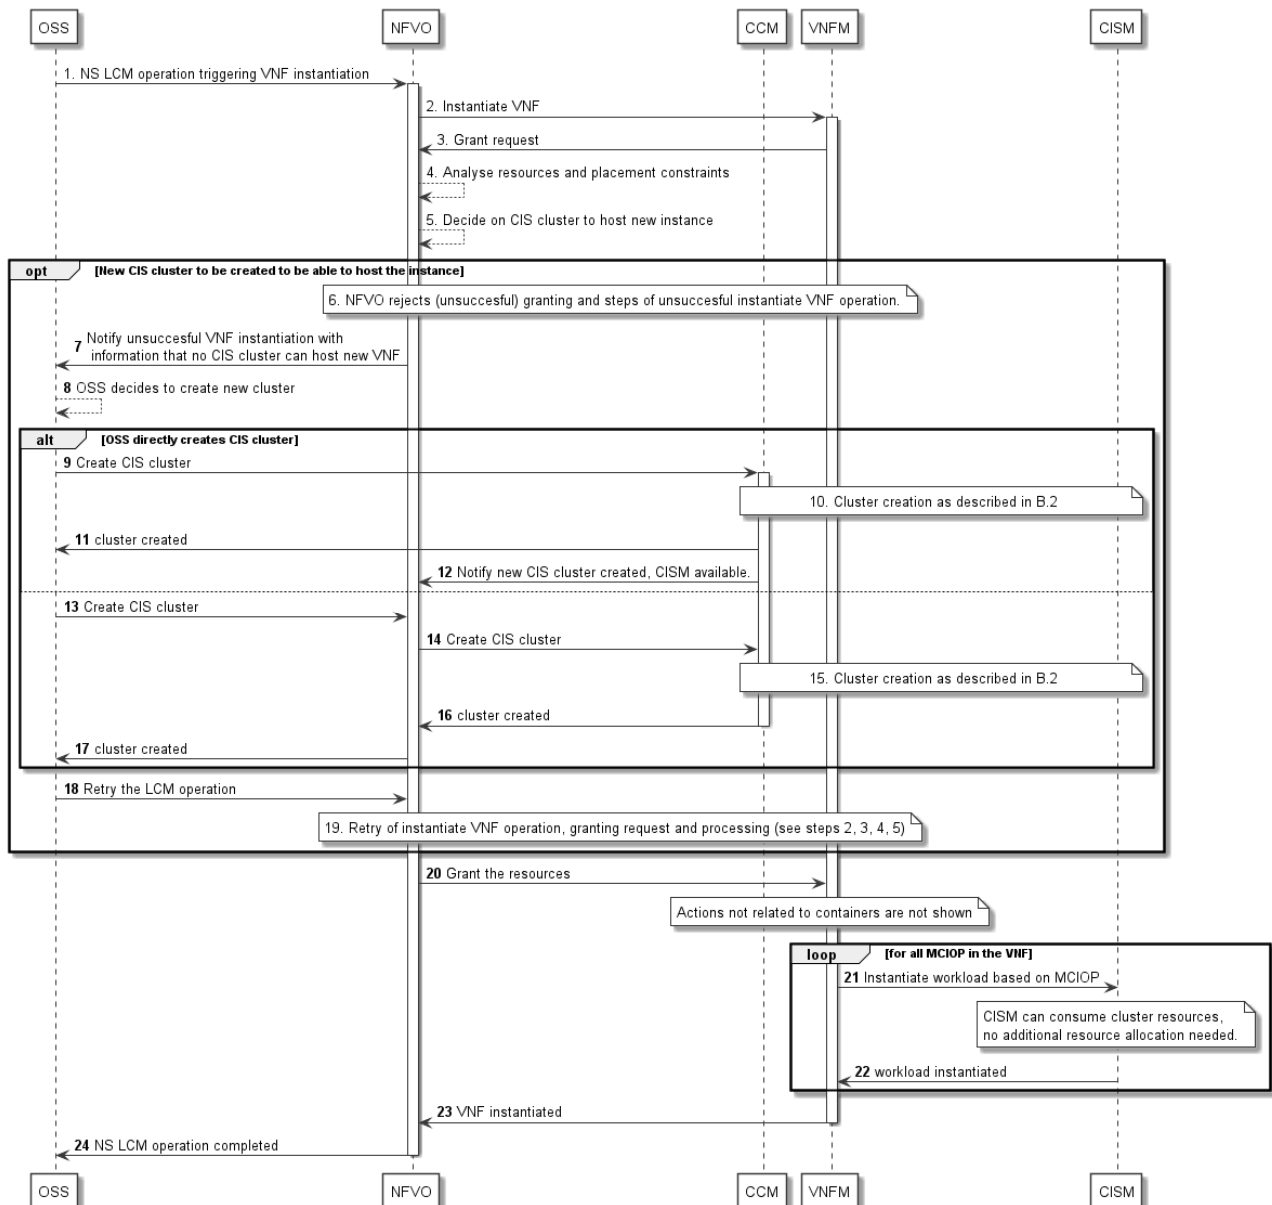 OSS
NFVO
CCM
VNFM
CISM
1. NS LCM operation triggering VNF instantiation
2. Instantiate VNF
3. Grant request
4. Analyse resources and placement constraints
5. Decide on CIS cluster to host new instance
opt [New CIS cluster to be created to be able to host the instance]
6. NFVO rejects (unsuccesful) granting and steps of unsuccesful instantiate VNF operation.
7 Notify unsuccesful VNF instantiation with
information that no CIS cluster can host new VNF
8 OSS decides to create new cluster
alt [OSS directly creates CIS cluster]
9 Create CIS cluster
10. Cluster creation as described in B.2
11 cluster created
12 Notify new CIS cluster created, CISM available.
13 Create CIS cluster
14 Create CIS cluster
15. Cluster creation as described in B.2
16 cluster created
17 cluster created
18 Retry the LCM operation
19. Retry of instantiate VNF operation, granting request and processing (see steps 2, 3, 4, 5)
20 Grant the resources
Actions not related to containers are not shown
loop [for all MCIOP in the VNF]
21 Instantiate workload based on MCIOP
CISM can consume cluster resources,
no additional resource allocation needed.
22 workload instantiated
23 VNF instantiated
24 NS LCM operation completed
OSS
NFVO
CCM
VNFM
CISM